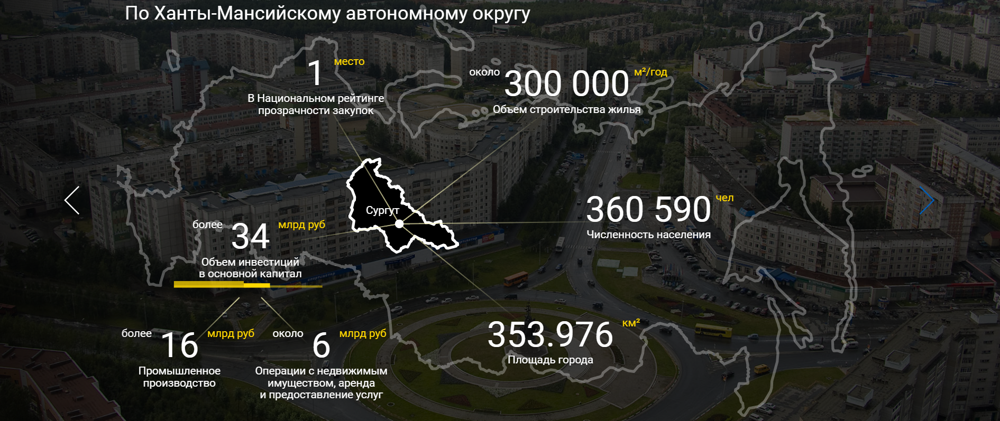 По Ханты-Мансийскому автономному округу
1 место
В Национальном рейтинге
прозрачности закупок
около 300 000 м²/год
Объем строительства жилья
Сургут
360 590 чел
Численность населения
более 34 млрд руб
Объем инвестиций
в основной капитал
более 16 млрд руб
Промышленное
производство
около 6 млрд руб
Операции с недвижимым
имуществом, аренда
и предоставление услуг
353.976 км²
Площадь города